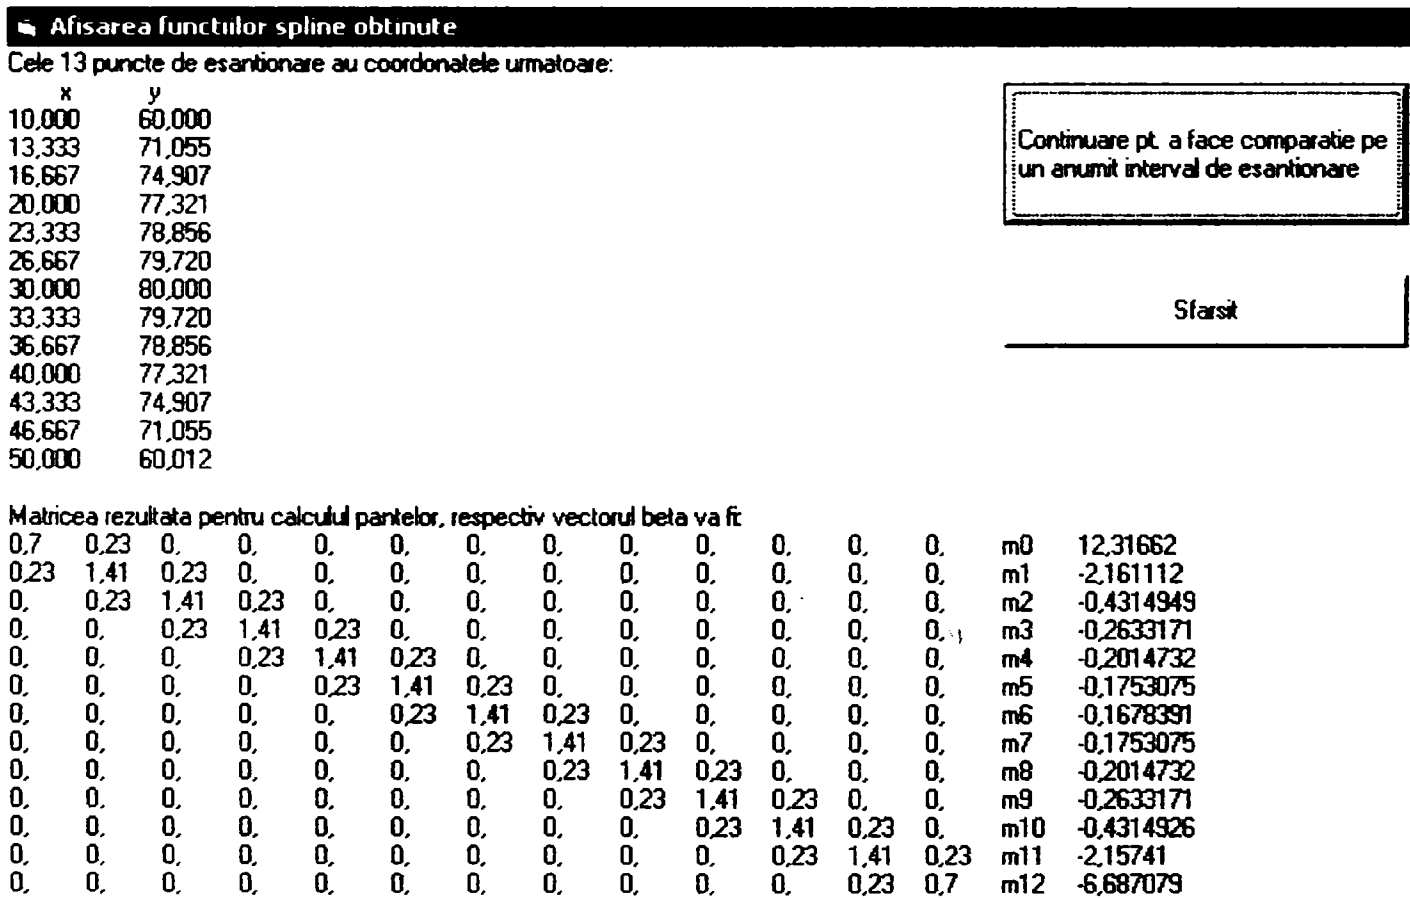 Afisarea functiilor spline obtinute
Cele 13 puncte de esantionare au coordonatele urmatoare:
x y
10,000 60,000
13,333 71,055
16,667 74,907
20,000 77,321
23,333 78,856
26,667 79,720
30,000 80,000
33,333 79,720
36,667 78,856
40,000 77,321
43,333 74,907
46,667 71,055
50,000 60,012
Continuare pt. a face comparatie pe
un anumit interval de esantionare
Sfarsit
Matricea rezultata pentru calculul pantelor, respectiv vectorul beta va fi:
0,7 0,23 0, 0, 0, 0, 0, 0, 0, 0, 0, 0, 0, m0 12,31662
0,23 1,41 0,23 0, 0, 0, 0, 0, 0, 0, 0, 0, 0, m1 -2,161112
0, 0,23 1,41 0,23 0, 0, 0, 0, 0, 0, 0, 0, 0, m2 -0,4314949
0, 0, 0,23 1,41 0,23 0, 0, 0, 0, 0, 0, 0, 0, m3 -0,2633171
0, 0, 0, 0,23 1,41 0,23 0, 0, 0, 0, 0, 0, 0, m4 -0,2014732
0, 0, 0, 0, 0,23 1,41 0,23 0, 0, 0, 0, 0, 0, m5 -0,1753075
0, 0, 0, 0, 0, 0,23 1,41 0,23 0, 0, 0, 0, 0, m6 -0,1678391
0, 0, 0, 0, 0, 0, 0,23 1,41 0,23 0, 0, 0, 0, m7 -0,1753075
0, 0, 0, 0, 0, 0, 0, 0,23 1,41 0,23 0, 0, 0, m8 -0,2014732
0, 0, 0, 0, 0, 0, 0, 0, 0,23 1,41 0,23 0, 0, m9 -0,2633171
0, 0, 0, 0, 0, 0, 0, 0, 0, 0,23 1,41 0,23 0, m10 -0,4314926
0, 0, 0, 0, 0, 0, 0, 0, 0, 0, 0,23 1,41 0,23 m11 -2,15741
0, 0, 0, 0, 0, 0, 0, 0, 0, 0, 0, 0,23 0,7 m12 -6,687079